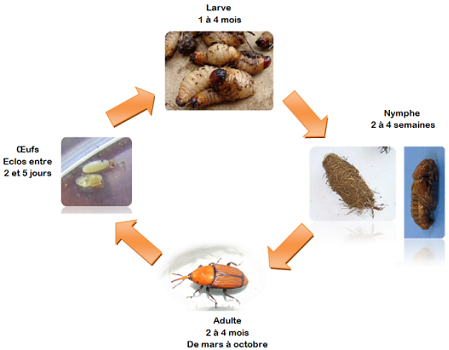 Larve
1 à 4 mois
Nymphe
2 à 4 semaines
Œufs
Eclos entre
2 et 5 jours
Adulte
2 à 4 mois
De mars à octobre